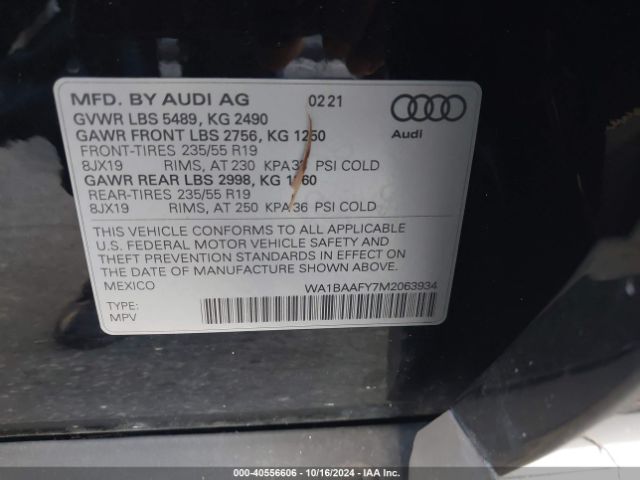 MFD. BY AUDI AG 02 21
GVWR LBS 5489, KG 2490
GAWR FRONT LBS 2756, KG 1250
FRONT-TIRES 235/55 R19
8JX19 RIMS, AT 230 KPA PSI COLD
GAWR REAR LBS 2998, KG 1360
REAR-TIRES 235/55 R19
8JX19 RIMS, AT 250 KPA 36 PSI COLD
Audi
THIS VEHICLE CONFORMS TO ALL APPLICABLE
U.S. FEDERAL MOTOR VEHICLE SAFETY AND
THEFT PREVENTION STANDARDS IN EFFECT ON
THE DATE OF MANUFACTURE SHOWN ABOVE.
MEXICO WA1BAAFY7M2063934
TYPE:
MPV
000-40556606 - 10/16/2024 - IAA Inc.